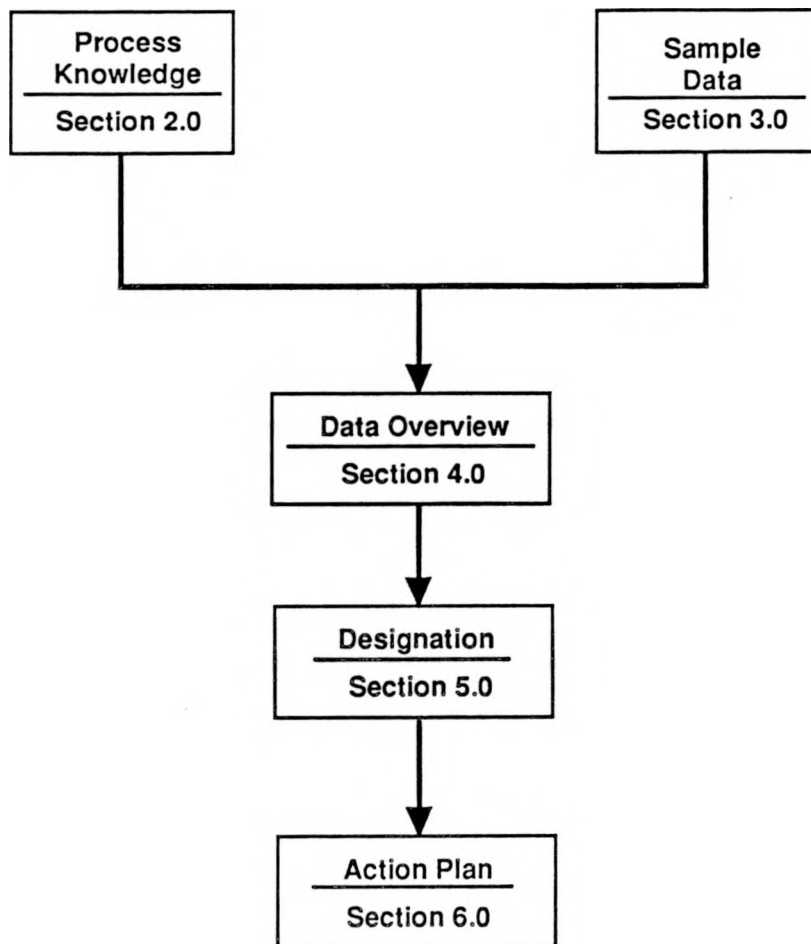 Process
Knowledge
Section 2.0
Sample
Data
Section 3.0
Data Overview
Section 4.0
Designation
Section 5.0
Action Plan
Section 6.0